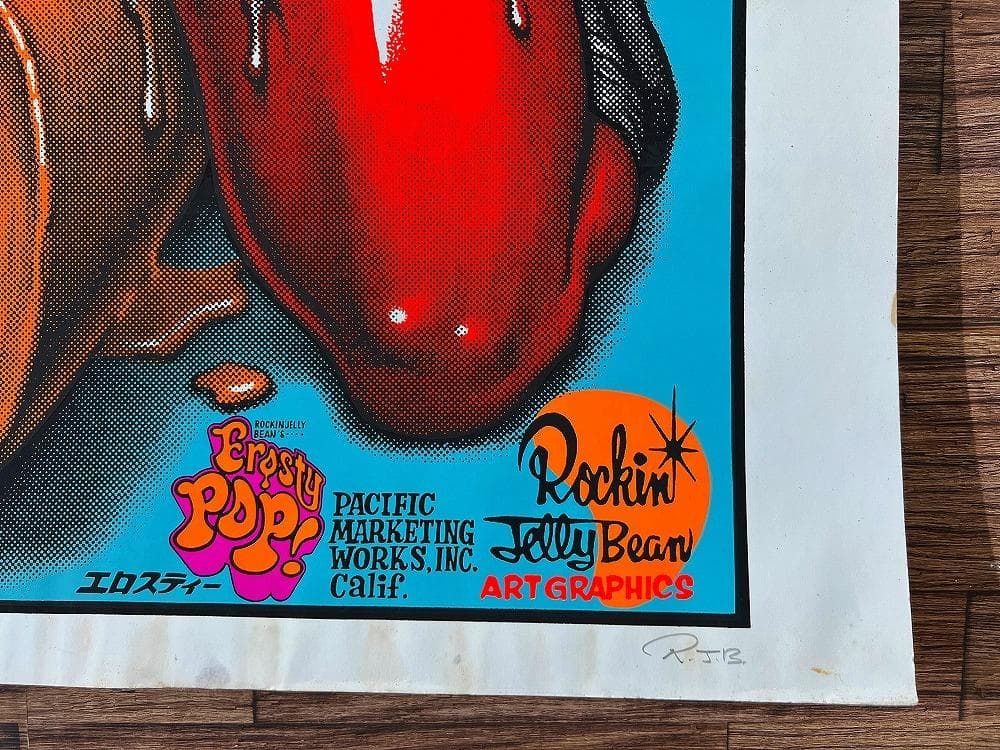 ROCKINJELLY
BEAN'S....
Erosty
POP!
エロスティー
PACIFIC
MARKETING
WORKS, INC.
Calif.
Rockin'
Jelly Bean
ART GRAPHICS
R.J.B.